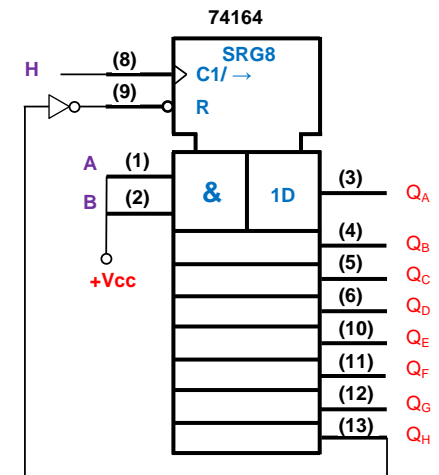 74164
SRG8
H (8) C1/ →
(9) R
A (1)
B (2) & 1D (3) QA
+Vcc
(4) QB
(5) QC
(6) QD
(10) QE
(11) QF
(12) QG
(13) QH